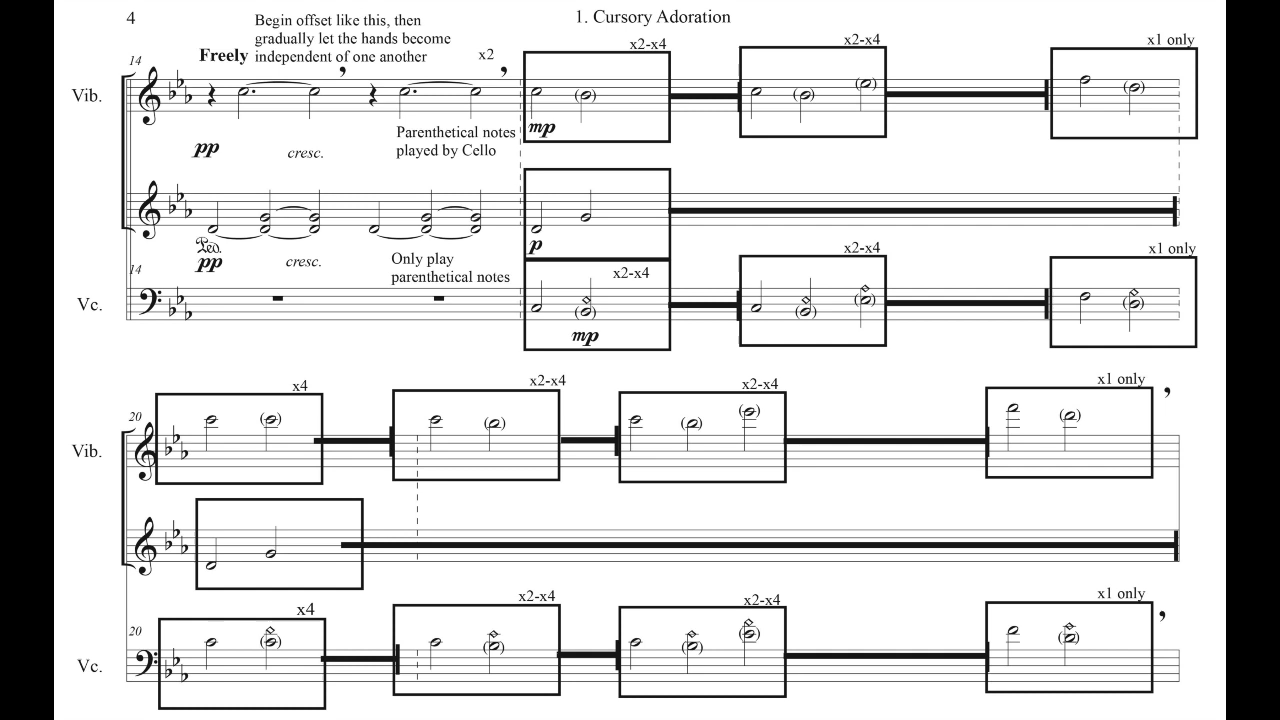 4
1. Cursory Adoration
Begin offset like this, then
gradually let the hands become
independent of one another
Freely
x2
x2-x4
x2-x4
x1 only
14
Vib.
mp
Parenthetical notes
played by Cello
pp
cresc.
p
Ped.
pp
cresc.
Only play
parenthetical notes
x2-x4
x2-x4
x1 only
14
Vc.
mp
x4
x2-x4
x2-x4
x1 only
20
Vib.
x4
x2-x4
x2-x4
x1 only
20
Vc.